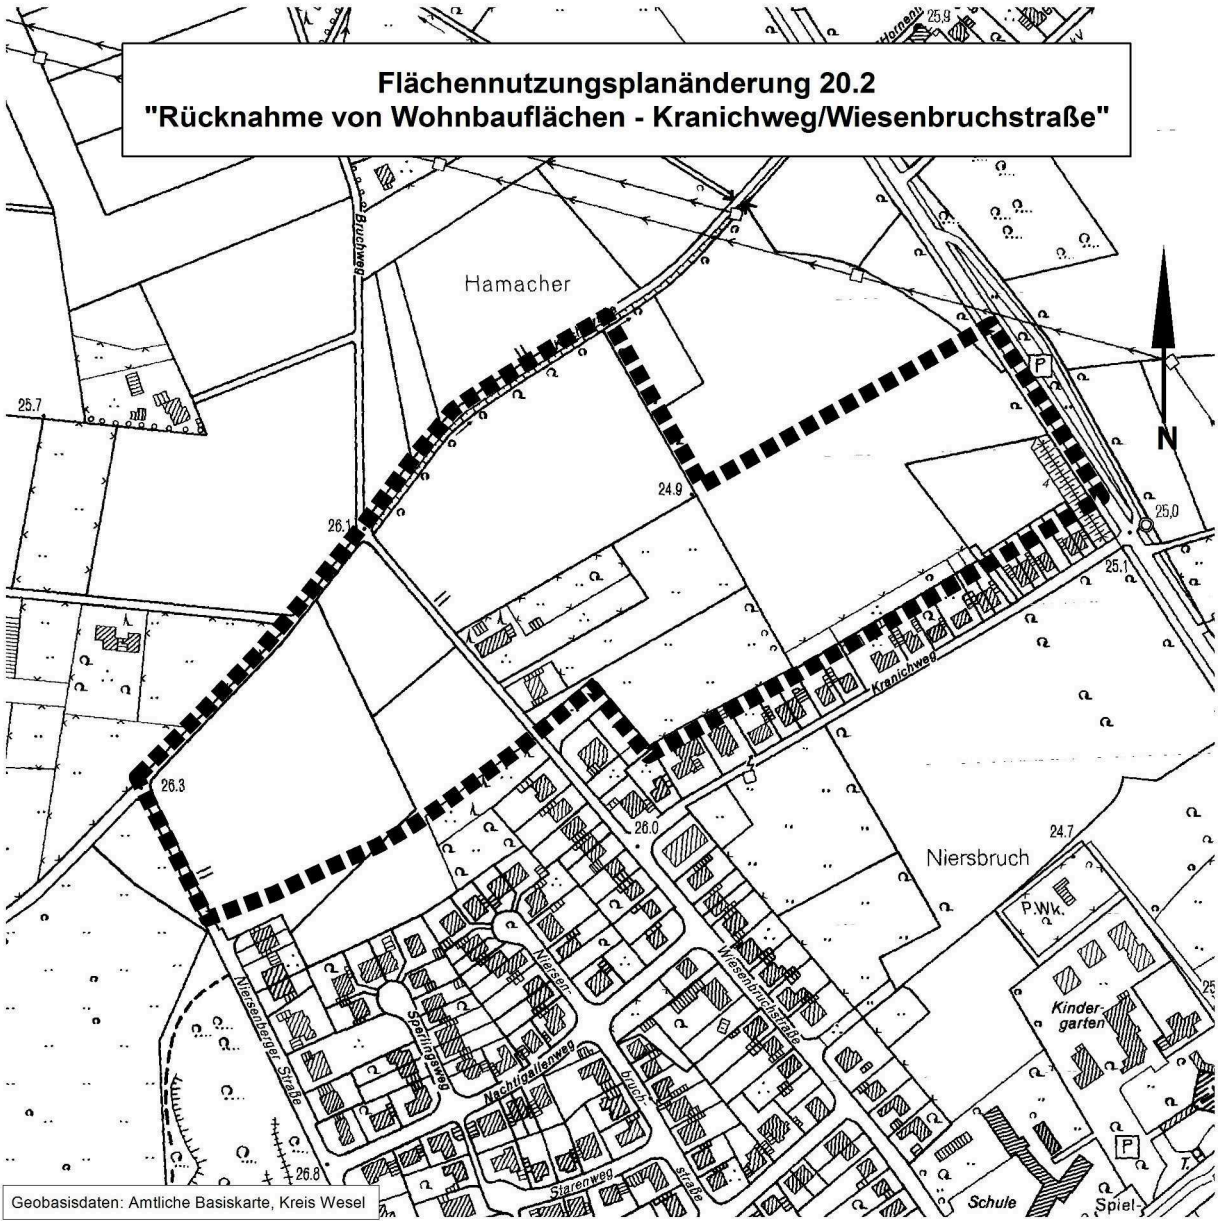 Flächennutzungsplanänderung 20.2
"Rücknahme von Wohnbauflächen - Kranichweg/Wiesenbruchstraße"
25,9
Bruchweg
Hamacher
P
25.7
N
24.9
26.1
25,0
25.1
Kranichweg
26.3
26.0
24.7
Niersbruch
P.Wk.
Wiesenbruchstraße
Niersen-
bruch-
straße
Kinder-
garten
Niersenberger Straße
Sperlingsweg
Nachtigallenweg
Starenweg
26.8
P
T.
Schule
Spiel-
Geobasisdaten: Amtliche Basiskarte, Kreis Wesel